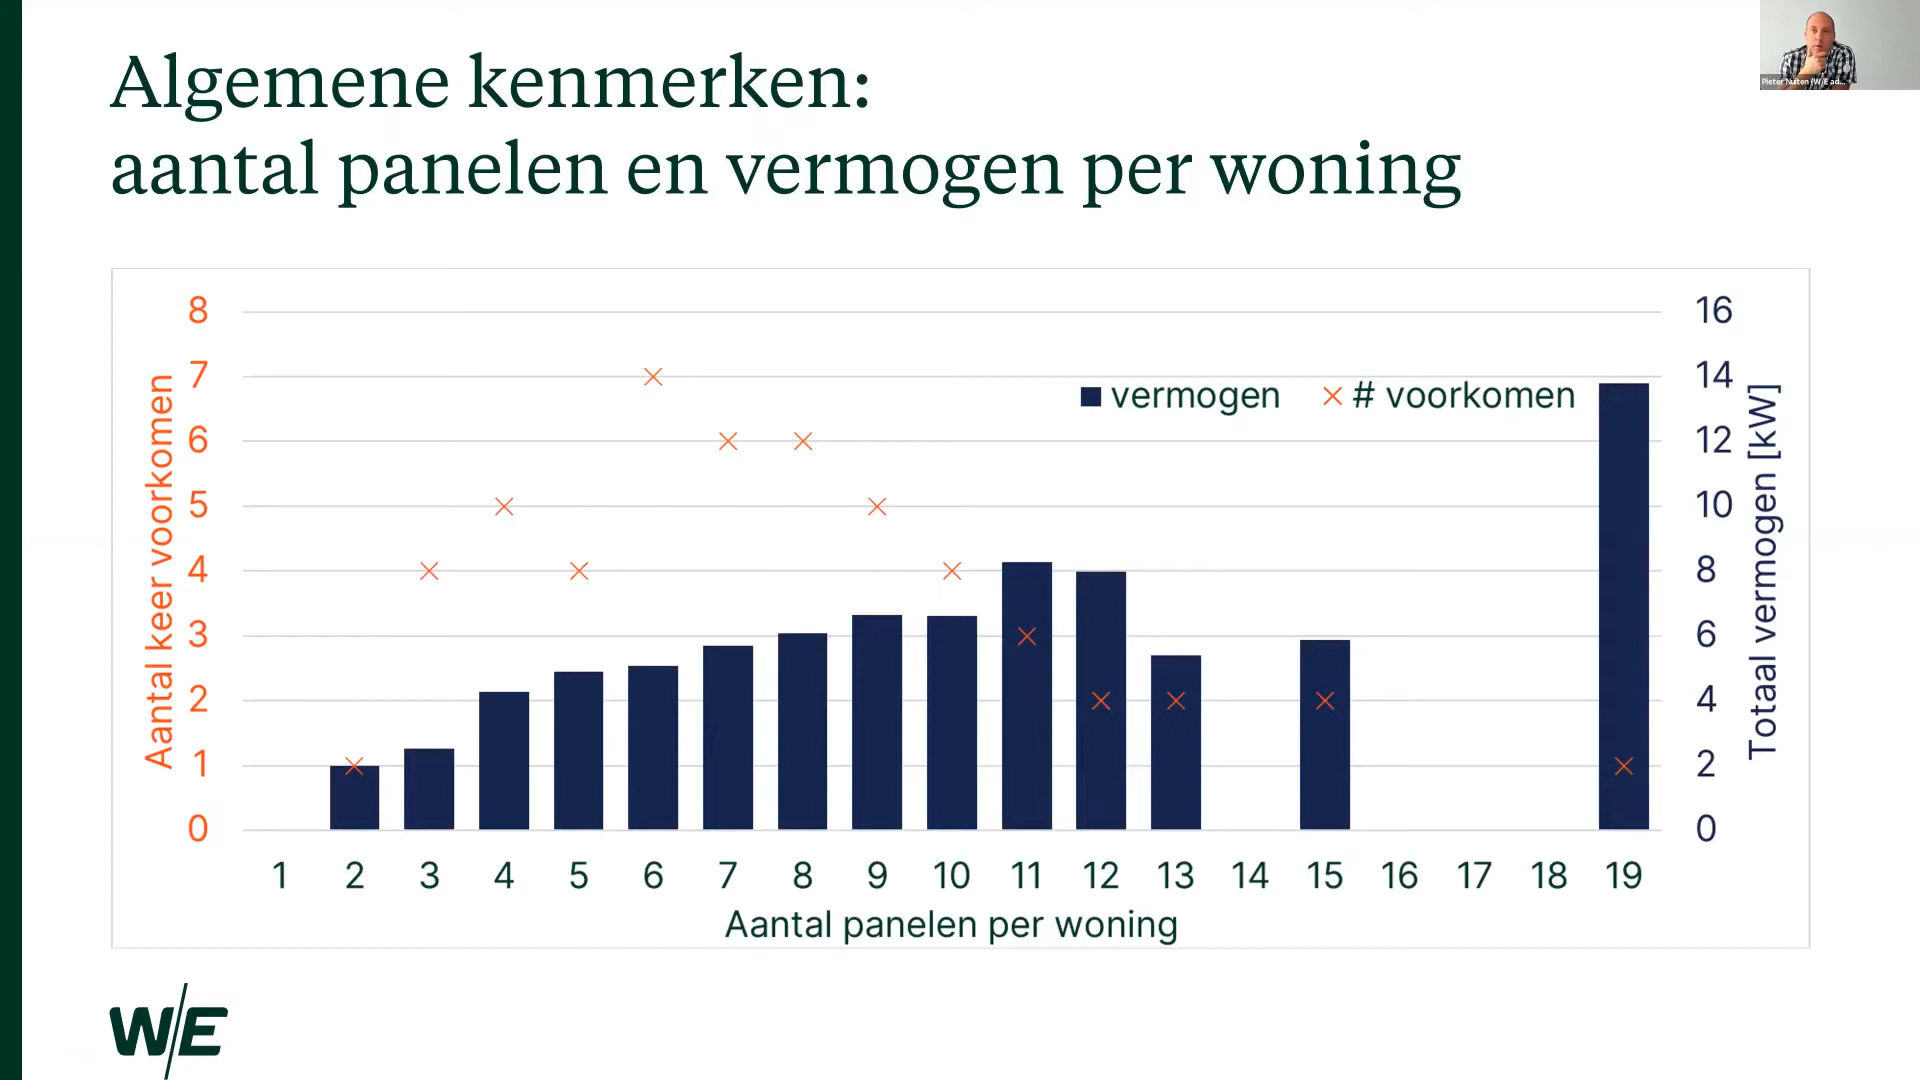 Algemene kenmerken:
aantal panelen en vermogen per woning
Pieter Nuiten (W/E ad...
8
7
6
5
4
3
2
1
0
Aantal keer voorkomen
vermogen
# voorkomen
16
14
12
10
8
6
4
2
0
Totaal vermogen [kW]
1 2 3 4 5 6 7 8 9 10 11 12 13 14 15 16 17 18 19
Aantal panelen per woning
W/E